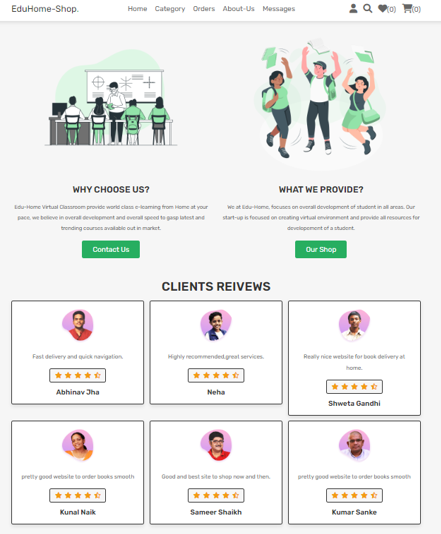 EduHome-Shop.
Home Category Orders About-Us Messages
(0) (0)
WHY CHOOSE US?
Edu-Home Virtual Classroom provide world class e-learning from Home at your
pace, we believe in overall development and overall speed to gasp latest and
trending courses available out in market.
Contact Us
WHAT WE PROVIDE?
We at Edu-Home, focuses on overall development of student in all areas. Our
start-up is focused on creating virtual environment and provide all resources for
developement of a student.
Our Shop
CLIENTS REIVEWS
Fast delivery and quick navigation.
Abhinav Jha
Highly recommended,great services.
Neha
Really nice website for book delivery at
home.
Shweta Gandhi
pretty good website to order books smooth
Kunal Naik
Good and best site to shop now and then.
Sameer Shaikh
pretty good website to order books smooth
Kumar Sanke